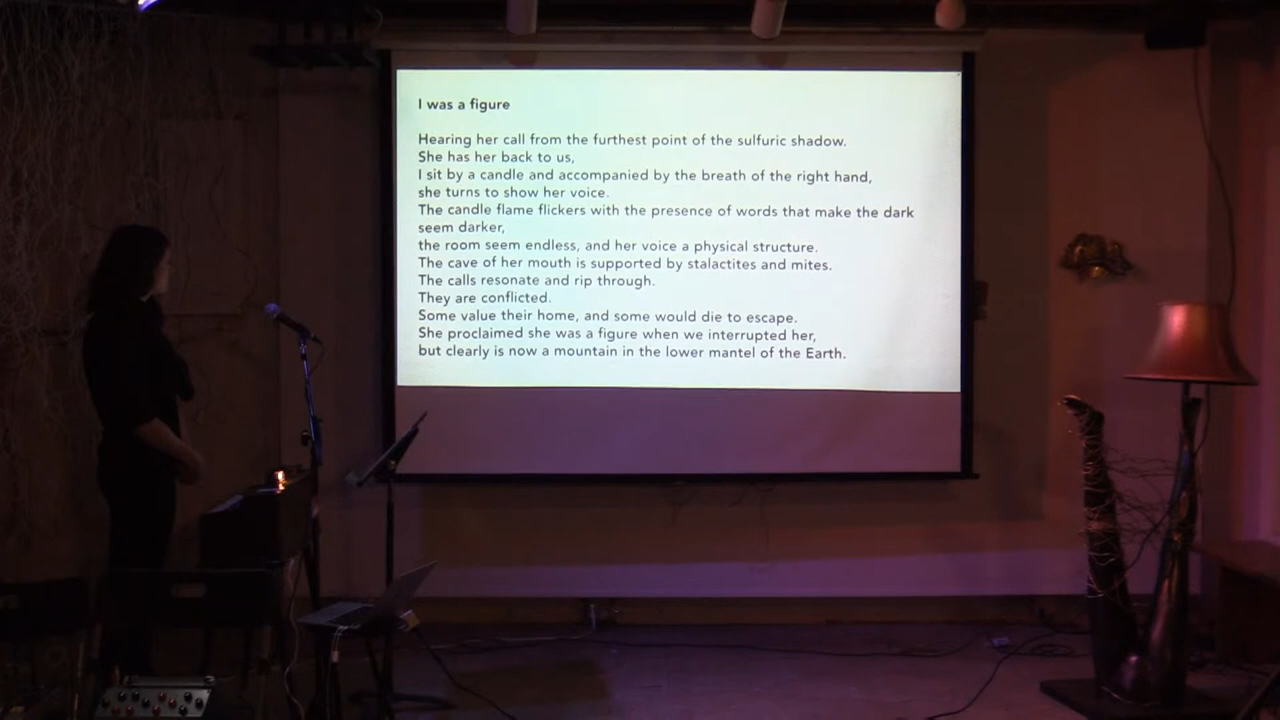 I was a figure
Hearing her call from the furthest point of the sulfuric shadow.
She has her back to us,
I sit by a candle and accompanied by the breath of the right hand,
she turns to show her voice.
The candle flame flickers with the presence of words that make the dark
seem darker,
the room seem endless, and her voice a physical structure.
The cave of her mouth is supported by stalactites and mites.
The calls resonate and rip through.
They are conflicted.
Some value their home, and some would die to escape.
She proclaimed she was a figure when we interrupted her,
but clearly is now a mountain in the lower mantel of the Earth.